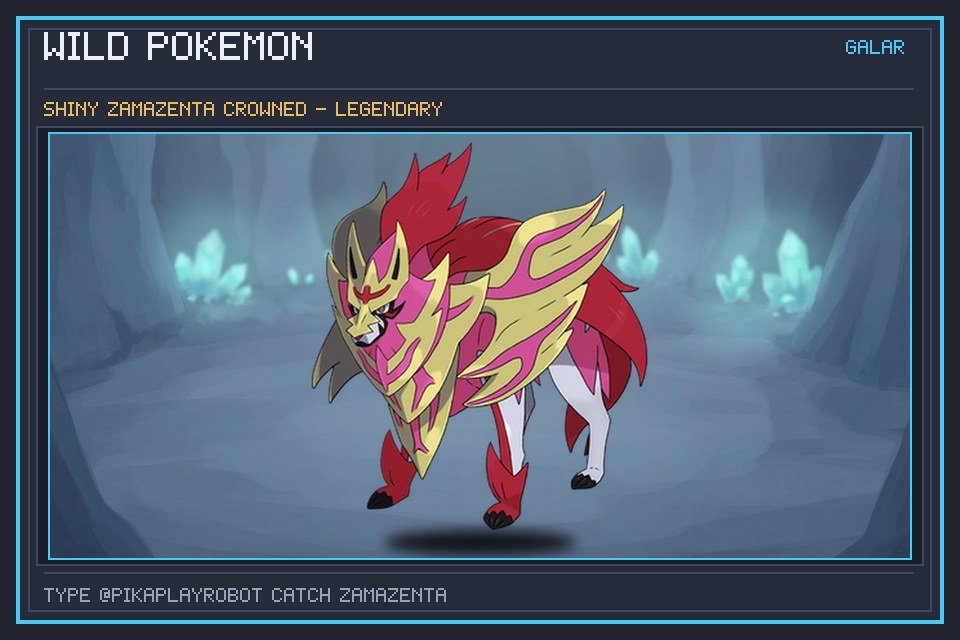 WILD POKEMON
GALAR
SHINY ZAMAZENTA CROWNED - LEGENDARY
TYPE @PIKAPLAYROBOT CATCH ZAMAZENTA